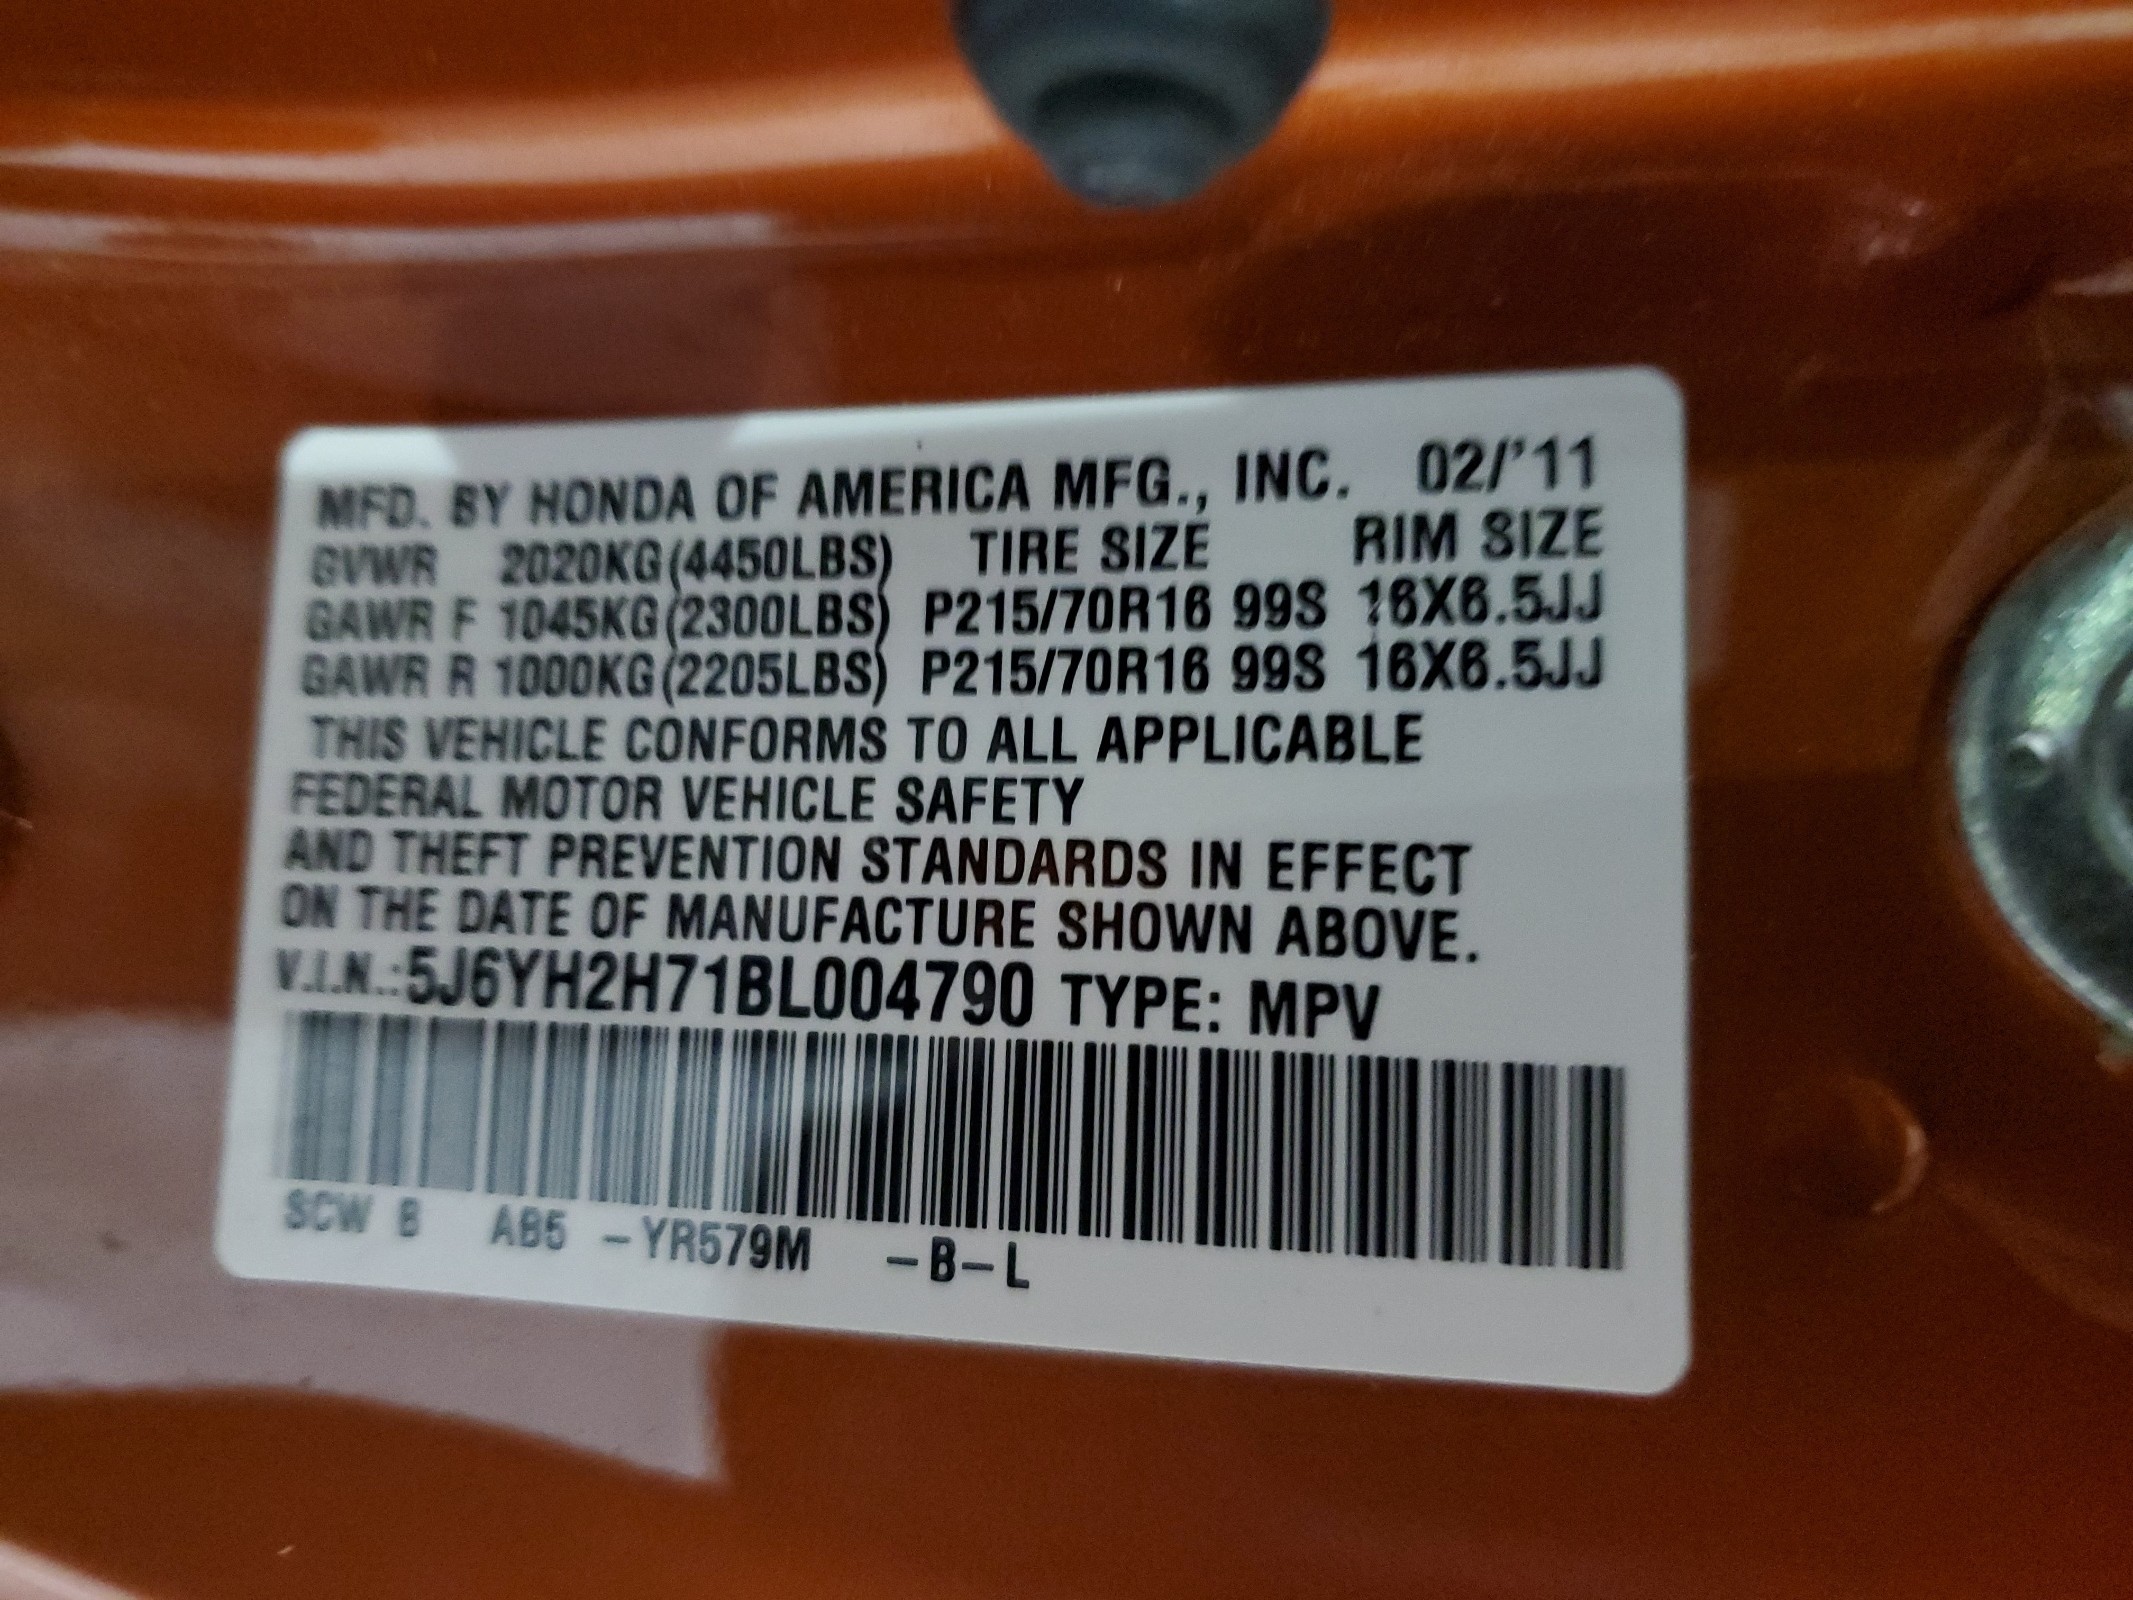 MFD. BY HONDA OF AMERICA MFG., INC. 02/'11
GVWR 2020KG(4450LBS) TIRE SIZE RIM SIZE
GAWR F 1045KG(2300LBS) P215/70R16 99S 16X6.5JJ
GAWR R 1000KG(2205LBS) P215/70R16 99S 16X6.5JJ
THIS VEHICLE CONFORMS TO ALL APPLICABLE
FEDERAL MOTOR VEHICLE SAFETY
AND THEFT PREVENTION STANDARDS IN EFFECT
ON THE DATE OF MANUFACTURE SHOWN ABOVE.
V.I.N.:5J6YH2H71BL004790 TYPE: MPV
SCW B AB5 -YR579M -B-L